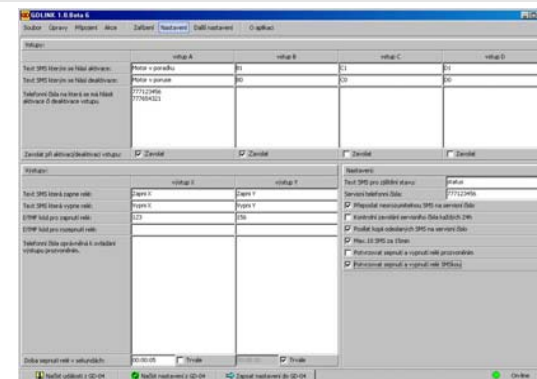 GOLINK 1.0.Beta 6
Soubor Úpravy Připojení Akce Zařízení Nastavení Další nastavení O aplikaci
Vstupy:
vstup A vstup B vstup C vstup D
Text SMS kterým se hlásí aktivace: Motor v pořadku B1 C1 D1
Text SMS kterým se hlásí deaktivace: Motor v poruse B0 C0 D0
Telefonní čísla na která se má hlásit aktivace či deaktivace vstupu. 777123456
777654321
Zavolat při aktivaci/deaktivaci vstupu: Zavolat Zavolat Zavolat Zavolat
Výstupy: Nastavení:
výstup X výstup Y
Text SMS pro zjištění stavu: status
Text SMS která zapne relé: Zapni X Zapni Y
Servisní telefonní číslo: 777123456
Text SMS která vypne relé: Vypni X Vypni Y
Přeposílat nesrozumitelnou SMS na servisní číslo
DTMF kód pro zapnutí relé: 123 156
Kontrolní zavolání servisního čísla každých 24h
DTMF kód pro rozepnutí relé:
Posílat kopii odeslaných SMS na servisní číslo
Telefonní čísla oprávněná k ovládání výstupu prozvoněním.
Max. 10 SMS za 15min
Potvrzovat sepnutí a vypnutí relé prozvoněním
Potvrzovat sepnutí a vypnutí relé SMSkou
Doba sepnutí relé v sekundách: 00:00:05 Trvale 00:00:00 Trvale
Načíst události z GD-04 Načíst nastavení z GD-04 Zapsat nastavení do GD-04 On-line